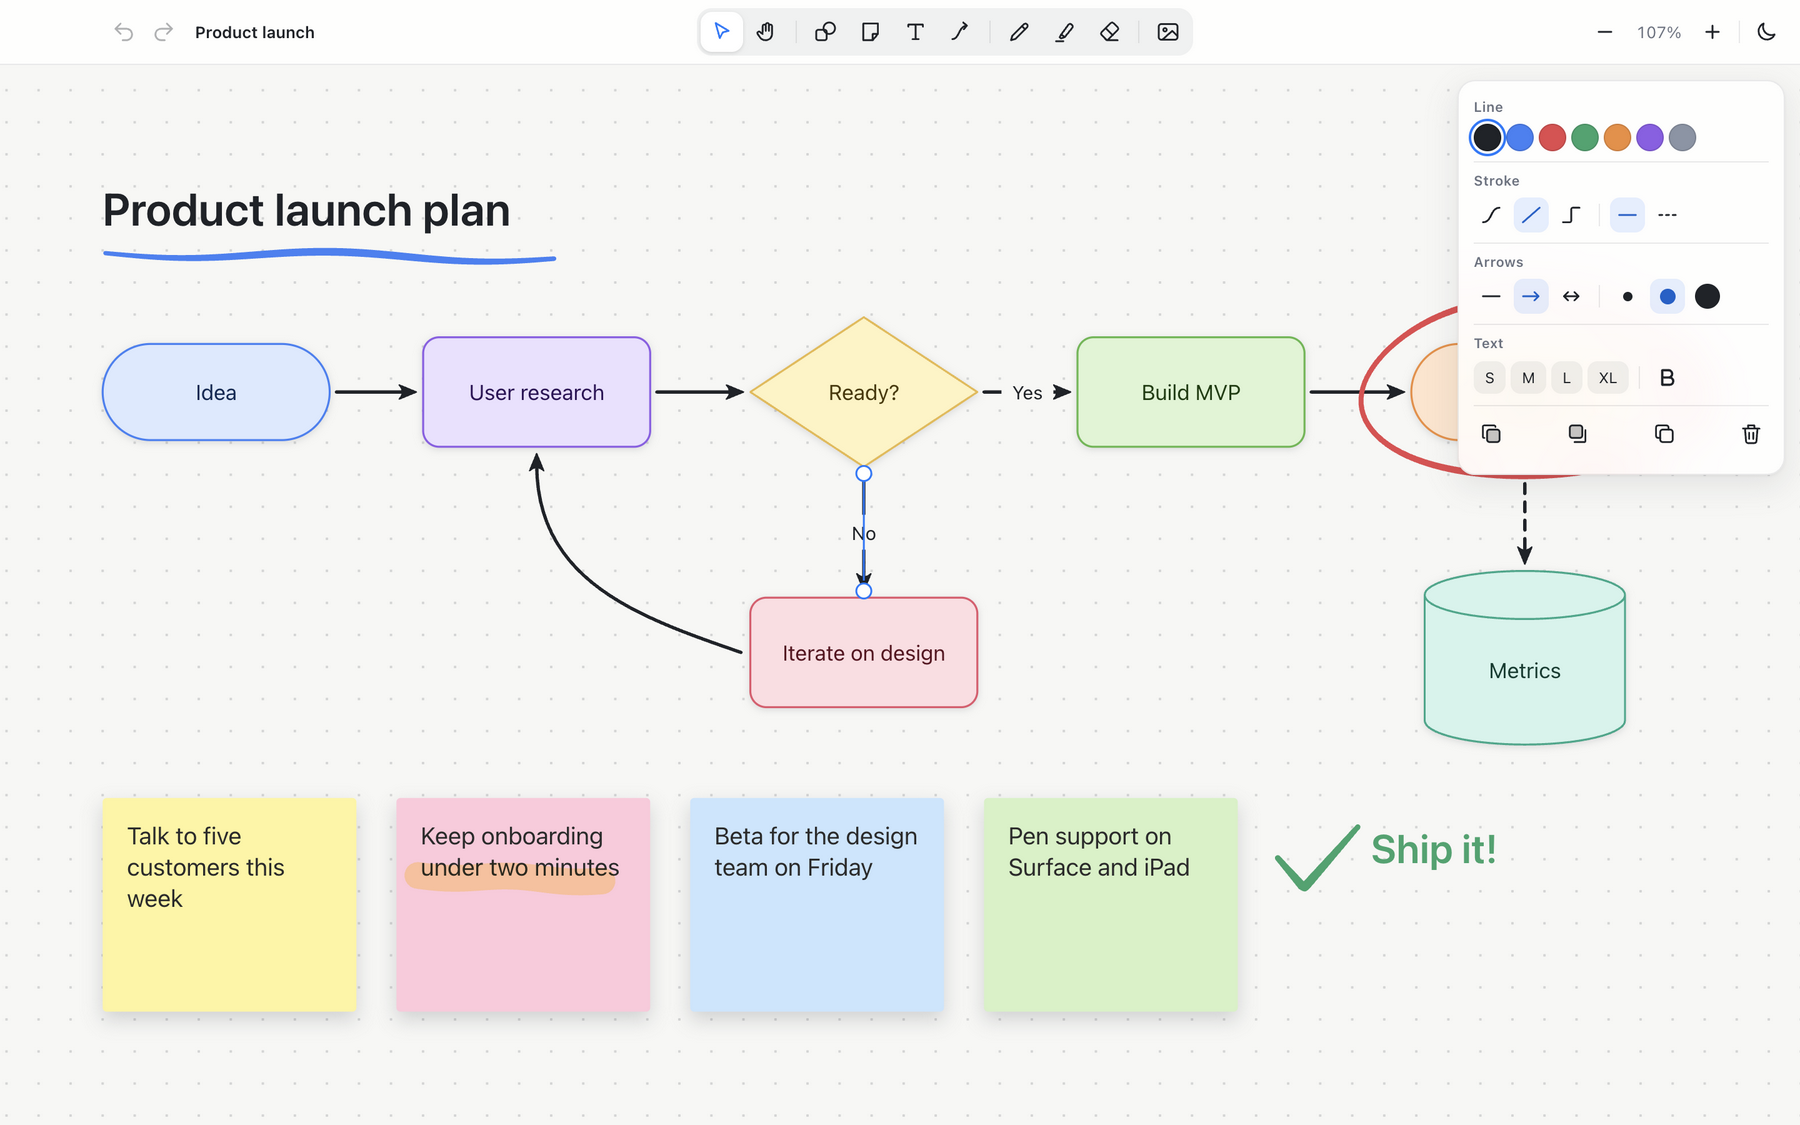 Product launch
107%
Line
Stroke
Arrows
Text
S M L XL B
Product launch plan
Idea
User research
Ready?
Yes
Build MVP
No
Iterate on design
Metrics
Talk to five
customers this
week
Keep onboarding
under two minutes
Beta for the design
team on Friday
Pen support on
Surface and iPad
Ship it!